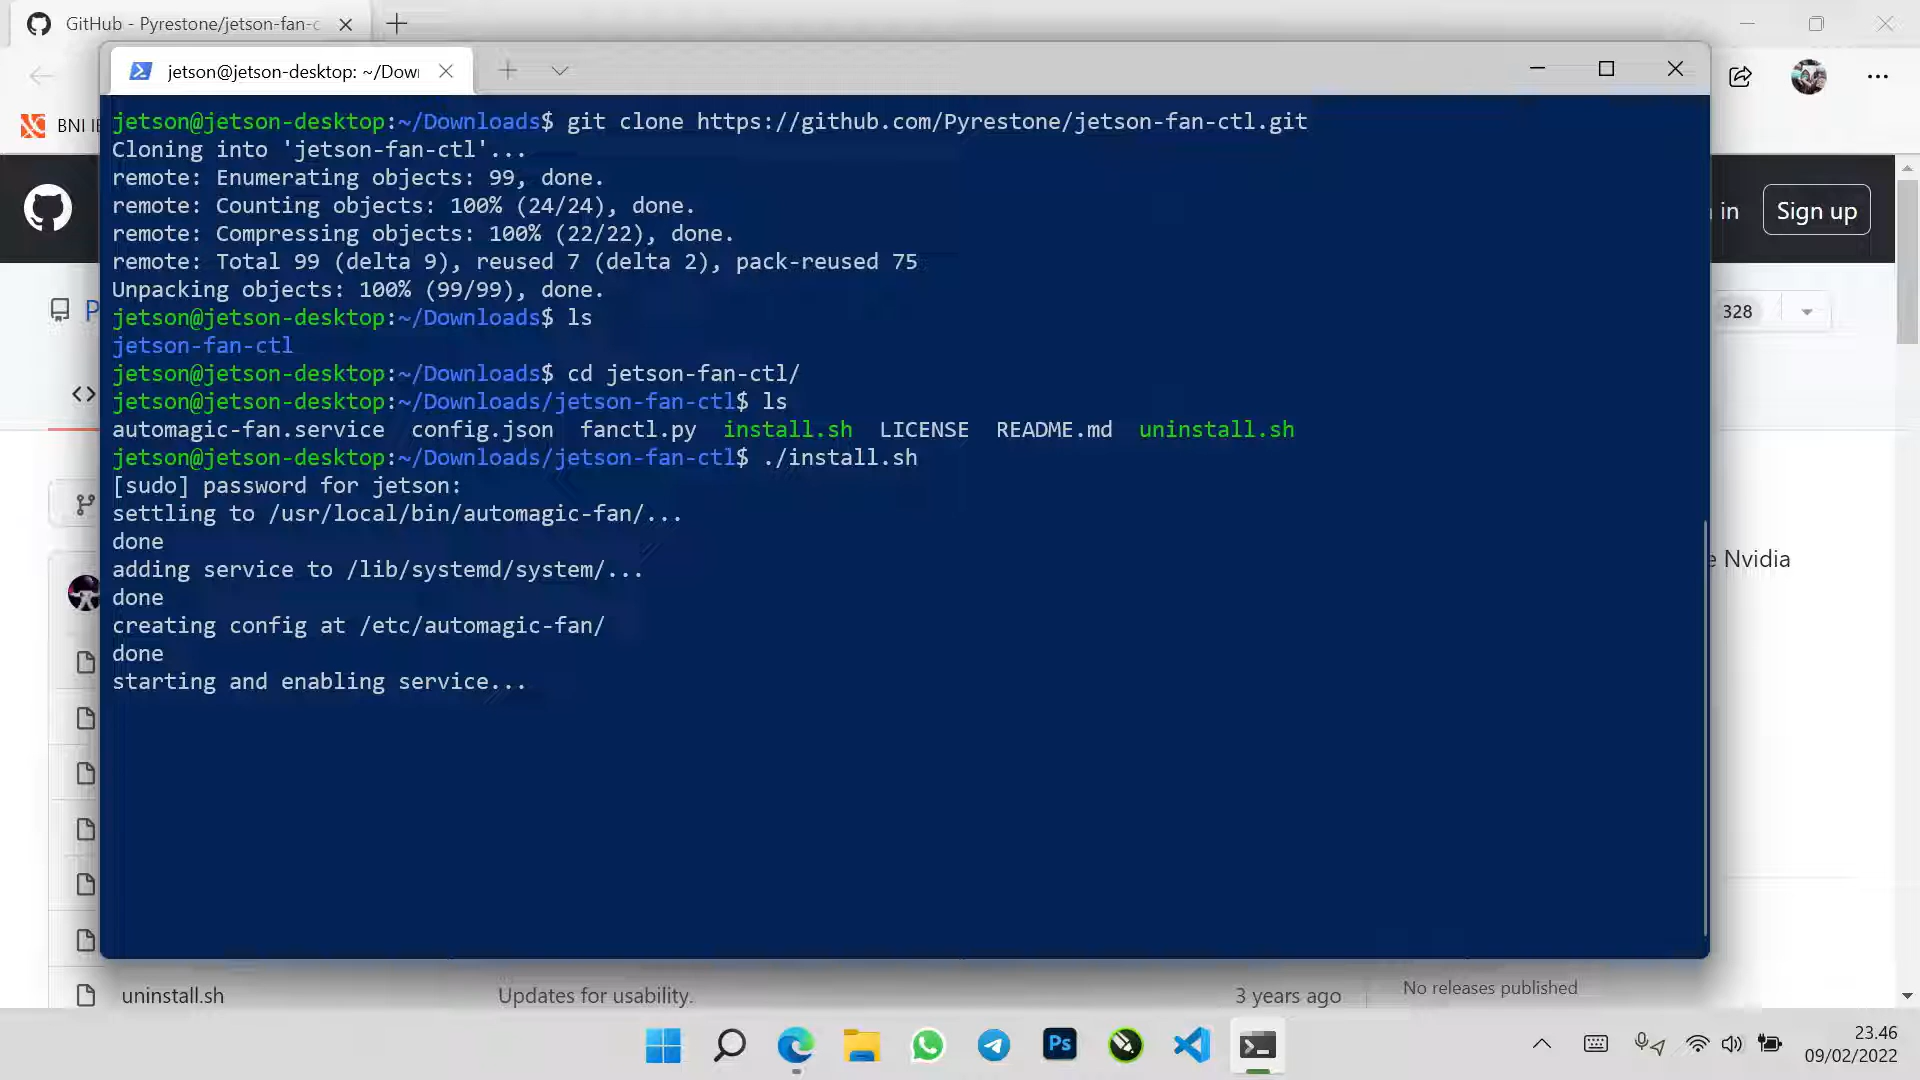 GitHub - Pyrestone/jetson-fan-c
jetson@jetson-desktop: ~/Dow
BNI
jetson@jetson-desktop:~/Downloads$ git clone https://github.com/Pyrestone/jetson-fan-ctl.git
Cloning into 'jetson-fan-ctl'...
remote: Enumerating objects: 99, done.
remote: Counting objects: 100% (24/24), done.
remote: Compressing objects: 100% (22/22), done.
remote: Total 99 (delta 9), reused 7 (delta 2), pack-reused 75
Unpacking objects: 100% (99/99), done.
jetson@jetson-desktop:~/Downloads$ ls
jetson-fan-ctl
jetson@jetson-desktop:~/Downloads$ cd jetson-fan-ctl/
jetson@jetson-desktop:~/Downloads/jetson-fan-ctl$ ls
automagic-fan.service config.json fanctl.py install.sh LICENSE README.md uninstall.sh
jetson@jetson-desktop:~/Downloads/jetson-fan-ctl$ ./install.sh
[sudo] password for jetson:
settling to /usr/local/bin/automagic-fan/...
done
adding service to /lib/systemd/system/...
done
creating config at /etc/automagic-fan/
done
starting and enabling service...
in
Sign up
P
328
Nvidia
uninstall.sh Updates for usability. 3 years ago
No releases published
Ps
23.46
09/02/2022